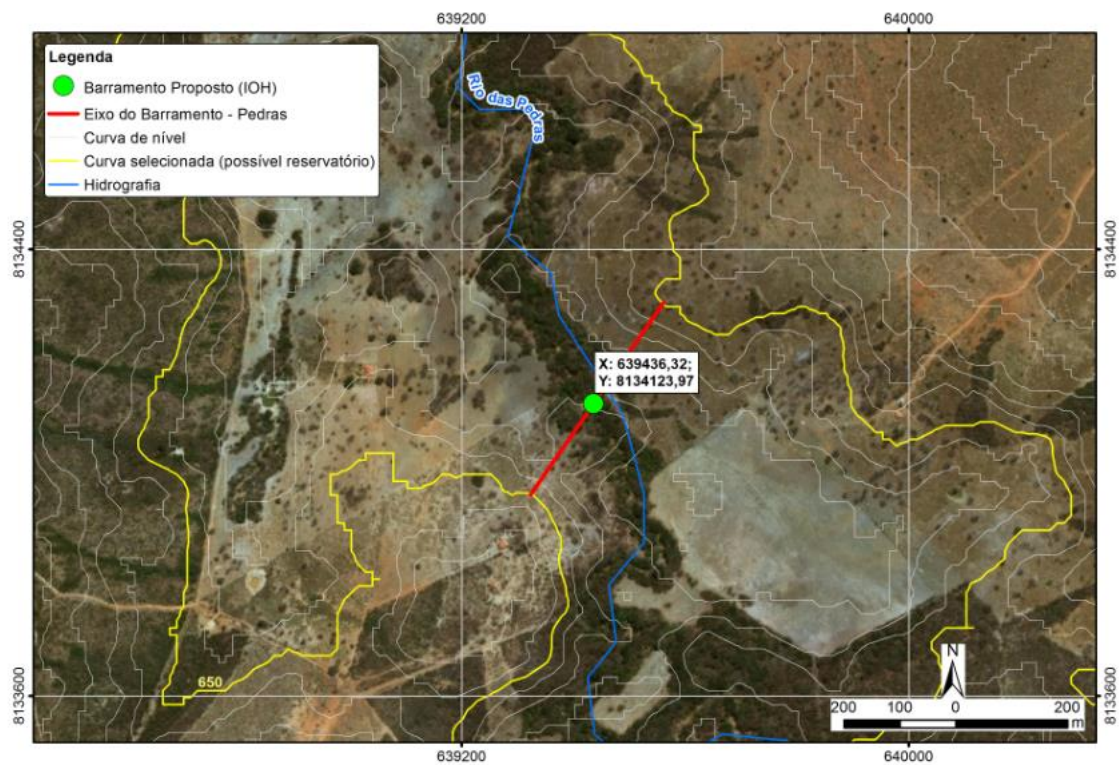 639200
640000
Legenda
Barramento Proposto (IOH)
Eixo do Barramento - Pedras
Curva de nível
Curva selecionada (possível reservatório)
Hidrografia
Rio das Pedras
8134400
8134400
X: 639436,32;
Y: 8134123,97
650
8133600
8133600
N
200 100 0 200
m
639200
640000